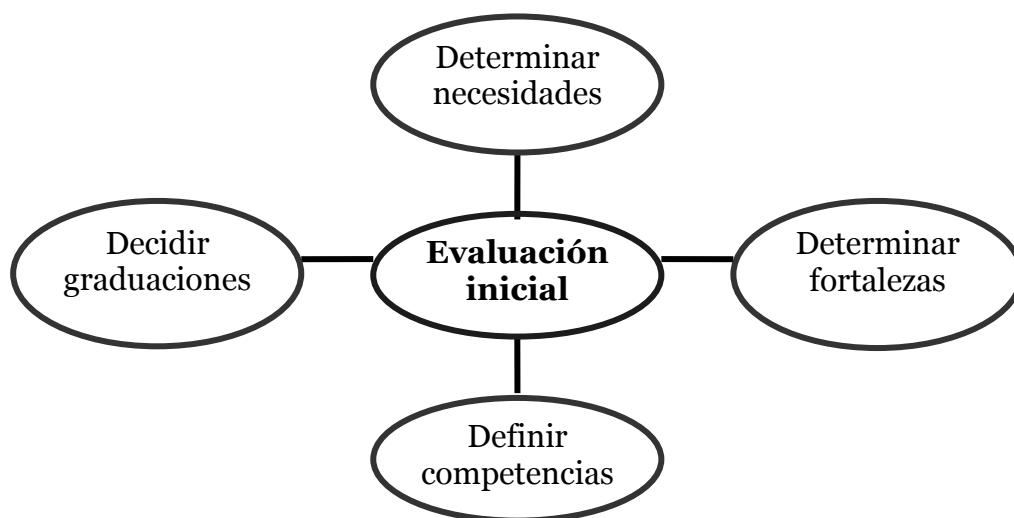 Determinar
necesidades
Decidir
graduaciones
Evaluación
inicial
Determinar
fortalezas
Definir
competencias